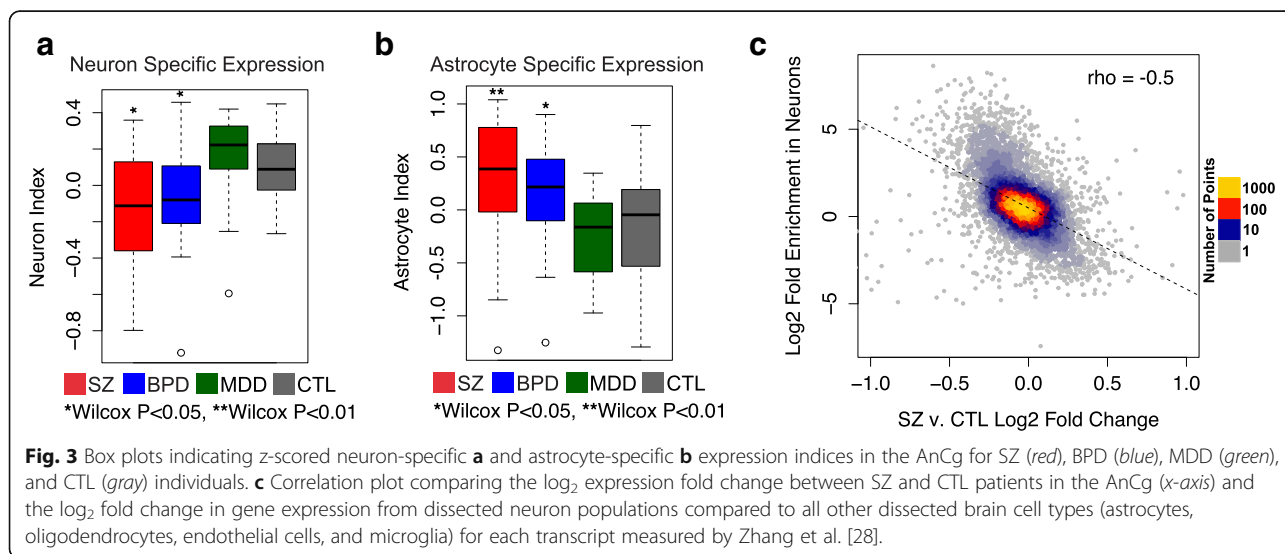 a
Neuron Specific Expression
Neuron Index
0.4
0.0
−0.4
−0.8
*
*
SZ BPD MDD CTL
*Wilcox P<0.05, **Wilcox P<0.01
b
Astrocyte Specific Expression
Astrocyte Index
1.0
0.5
0.0
−0.5
−1.0
**
*
SZ BPD MDD CTL
*Wilcox P<0.05, **Wilcox P<0.01
c
rho = -0.5
Log2 Fold Enrichment in Neurons
5
0
−5
−1.0 −0.5 0.0 0.5 1.0
SZ v. CTL Log2 Fold Change
Number of Points
1000
100
10
1
Fig. 3 Box plots indicating z-scored neuron-specific a and astrocyte-specific b expression indices in the AnCg for SZ (red), BPD (blue), MDD (green),
and CTL (gray) individuals. c Correlation plot comparing the log₂ expression fold change between SZ and CTL patients in the AnCg (x-axis) and
the log₂ fold change in gene expression from dissected neuron populations compared to all other dissected brain cell types (astrocytes,
oligodendrocytes, endothelial cells, and microglia) for each transcript measured by Zhang et al. [28].